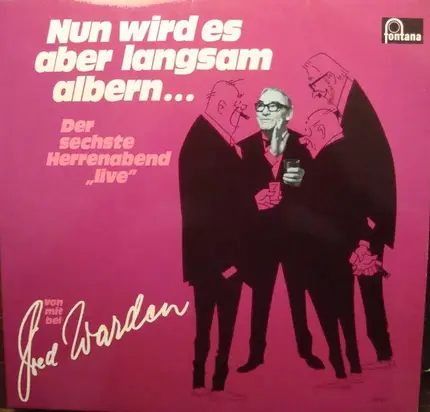 Nun wird es
aber langsam
albern...
fontana
Der
sechste
Herrenabend
„live”
von
mit
bei
Fred Warden